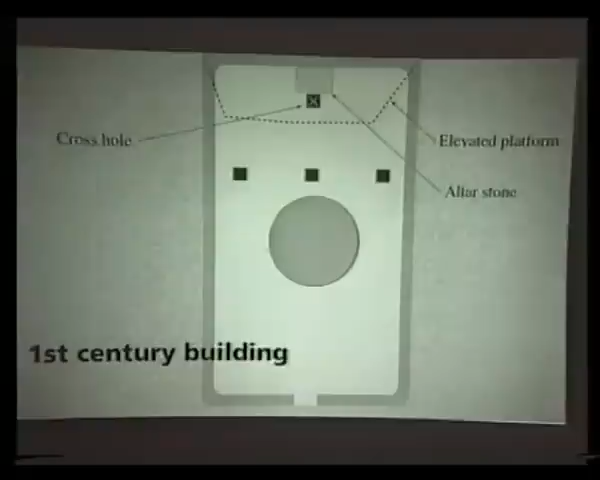 Cross hole
Elevated platform
Altar stone
1st century building